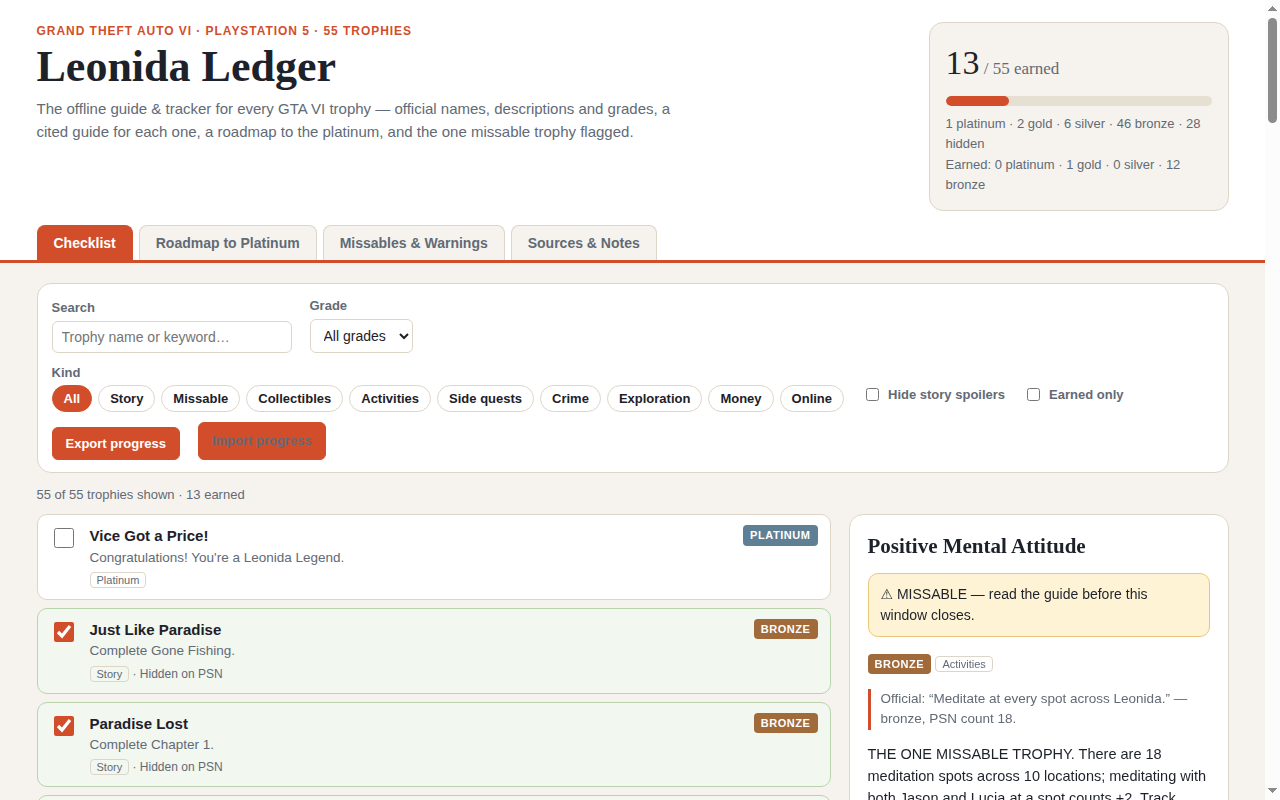 GRAND THEFT AUTO VI · PLAYSTATION 5 · 55 TROPHIES
Leonida Ledger
The offline guide & tracker for every GTA VI trophy — official names, descriptions and grades, a
cited guide for each one, a roadmap to the platinum, and the one missable trophy flagged.
13 / 55 earned
1 platinum · 2 gold · 6 silver · 46 bronze · 28
hidden
Earned: 0 platinum · 1 gold · 0 silver · 12
bronze
Checklist
Roadmap to Platinum
Missables & Warnings
Sources & Notes
Search
Grade
Trophy name or keyword…
All grades
Kind
All
Story
Missable
Collectibles
Activities
Side quests
Crime
Exploration
Money
Online
Hide story spoilers
Earned only
Export progress
Import progress
55 of 55 trophies shown · 13 earned
Vice Got a Price!
PLATINUM
Congratulations! You're a Leonida Legend.
Platinum
Just Like Paradise
BRONZE
Complete Gone Fishing.
Story · Hidden on PSN
Paradise Lost
BRONZE
Complete Chapter 1.
Story · Hidden on PSN
Positive Mental Attitude
⚠ MISSABLE — read the guide before this
window closes.
BRONZE Activities
Official: “Meditate at every spot across Leonida.” —
bronze, PSN count 18.
THE ONE MISSABLE TROPHY. There are 18
meditation spots across 10 locations; meditating with
both Jason and Lucia at a spot counts +2. Track